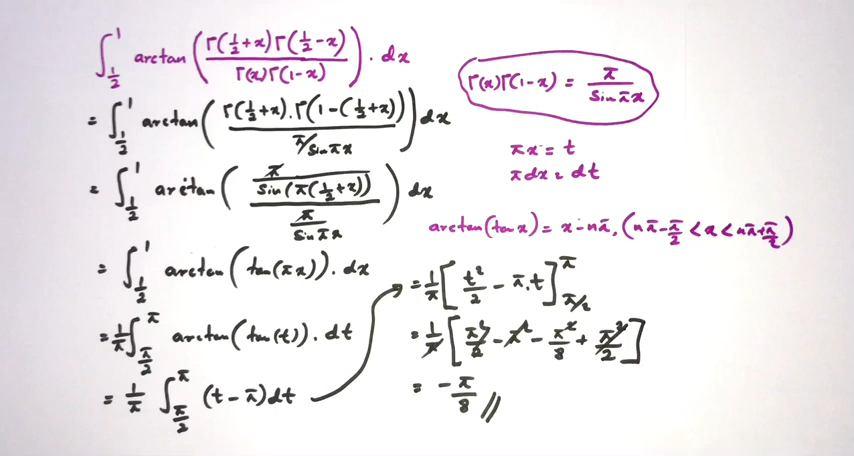 ∫_{1/2}^{1} arctan(Γ(1/2+x)Γ(1/2-x) / Γ(x)Γ(1-x)) . dx
= ∫_{1/2}^{1} arctan(Γ(1/2+x).Γ(1-(1/2+x)) / π/Sin πx) dx
= ∫_{1/2}^{1} arctan(π/sin(π(1/2+x)) / π/Sin πx) dx
= ∫_{1/2}^{1} arctan(tan(πx)). dx
= 1/π ∫_{π/2}^{π} arctan(tan(t)). dt
= 1/π ∫_{π/2}^{π} (t-π)dt
Γ(x)Γ(1-x) = π/Sin πx
πx = t
πdx = dt
arctan(tan x) = x-nπ, (nπ-π/2 < x < nπ+π/2)
= 1/π [t²/2 - π.t]_{π/2}^{π}
= 1/π [π²/2 - π² - π²/8 + π²/2]
= -π/8 //